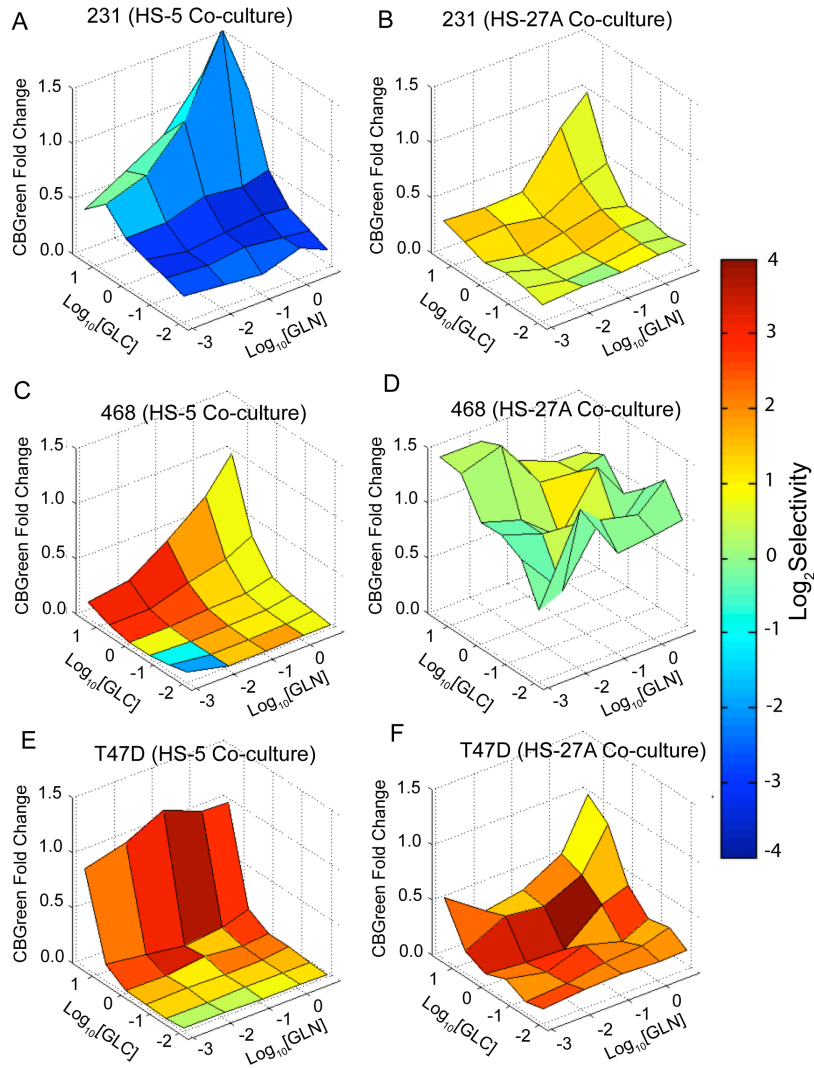 A
231 (HS-5 Co-culture)
CBGreen Fold Change
1.5
1.0
0.5
0.0
1
0
-1
-2
Log10[GLC]
-3
-2
-1
0
Log10[GLN]
B
231 (HS-27A Co-culture)
CBGreen Fold Change
1.5
1.0
0.5
0.0
1
0
-1
-2
Log10[GLC]
-3
-2
-1
0
Log10[GLN]
C
468 (HS-5 Co-culture)
CBGreen Fold Change
1.5
1.0
0.5
0.0
1
0
-1
-2
Log10[GLC]
-3
-2
-1
0
Log10[GLN]
D
468 (HS-27A Co-culture)
CBGreen Fold Change
1.5
1.0
0.5
0.0
1
0
-1
-2
Log10[GLC]
-3
-2
-1
0
Log10[GLN]
E
T47D (HS-5 Co-culture)
CBGreen Fold Change
1.5
1.0
0.5
0.0
1
0
-1
-2
Log10[GLC]
-3
-2
-1
0
Log10[GLN]
F
T47D (HS-27A Co-culture)
CBGreen Fold Change
1.5
1.0
0.5
0.0
1
0
-1
-2
Log10[GLC]
-3
-2
-1
0
Log10[GLN]
4
3
2
1
0
-1
-2
-3
-4
Log2Selectivity